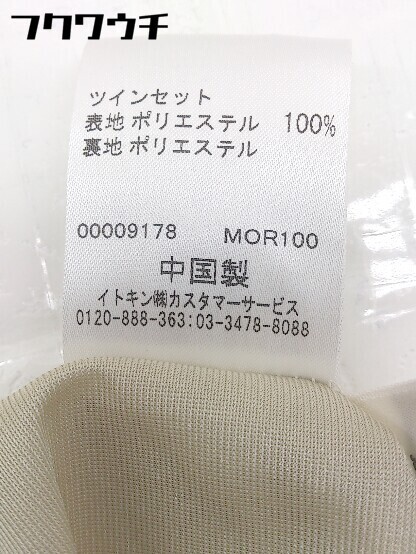 フクワウチ
ツインセット
表地 ポリエステル 100%
裏地 ポリエステル
00009178 MOR100
中国製
イトキン㈱カスタマーサービス
0120-888-363:03-3478-8088